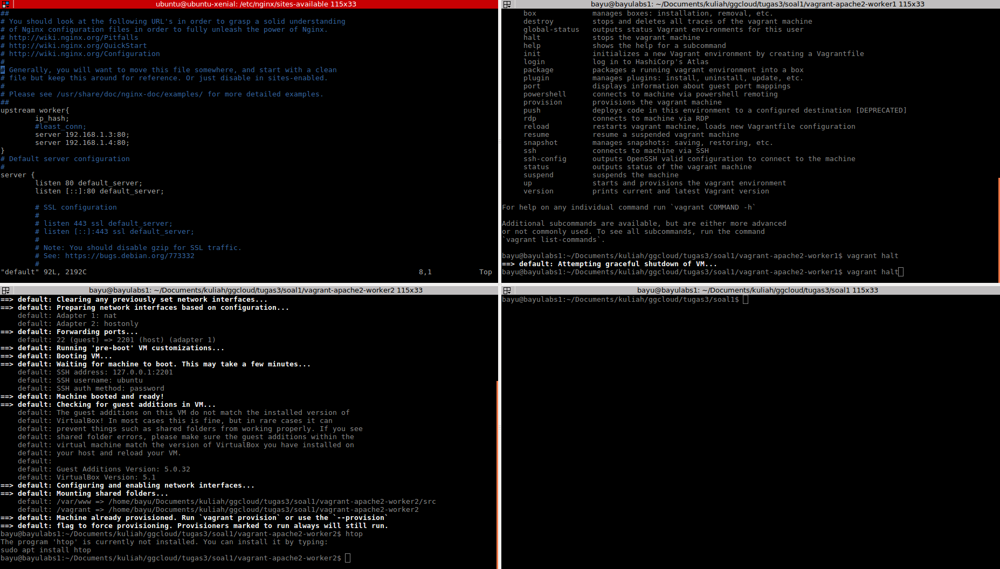 ubuntu@ubuntu-xenial: /etc/nginx/sites-available 115x33
##
# You should look at the following URL's in order to grasp a solid understanding
# of Nginx configuration files in order to fully unleash the power of Nginx.
# http://wiki.nginx.org/Pitfalls
# http://wiki.nginx.org/QuickStart
# http://wiki.nginx.org/Configuration
#
# Generally, you will want to move this file somewhere, and start with a clean
# file but keep this around for reference. Or just disable in sites-enabled.
#
# Please see /usr/share/doc/nginx-doc/examples/ for more detailed examples.
##
upstream worker{
        ip_hash;
        #least_conn;
        server 192.168.1.3:80;
        server 192.168.1.4:80;
}
# Default server configuration
#
server {
        listen 80 default_server;
        listen [::]:80 default_server;
        # SSL configuration
        #
        # listen 443 ssl default_server;
        # listen [::]:443 ssl default_server;
        #
        # Note: You should disable gzip for SSL traffic.
        # See: https://bugs.debian.org/773332
        #
"default" 92L, 2192C 8,1 Top
bayu@bayulabs1: ~/Documents/kuliah/ggcloud/tugas3/soal1/vagrant-apache2-worker1 115x33
     box             manages boxes: installation, removal, etc.
     destroy         stops and deletes all traces of the vagrant machine
     global-status   outputs status Vagrant environments for this user
     halt            stops the vagrant machine
     help            shows the help for a subcommand
     init            initializes a new Vagrant environment by creating a Vagrantfile
     login           log in to HashiCorp's Atlas
     package         packages a running vagrant environment into a box
     plugin          manages plugins: install, uninstall, update, etc.
     port            displays information about guest port mappings
     powershell      connects to machine via powershell remoting
     provision       provisions the vagrant machine
     push            deploys code in this environment to a configured destination [DEPRECATED]
     rdp             connects to machine via RDP
     reload          restarts vagrant machine, loads new Vagrantfile configuration
     resume          resume a suspended vagrant machine
     snapshot        manages snapshots: saving, restoring, etc.
     ssh             connects to machine via SSH
     ssh-config      outputs OpenSSH valid configuration to connect to the machine
     status          outputs status of the vagrant machine
     suspend         suspends the machine
     up              starts and provisions the vagrant environment
     version         prints current and latest Vagrant version
For help on any individual command run `vagrant COMMAND -h`
Additional subcommands are available, but are either more advanced
or not commonly used. To see all subcommands, run the command
`vagrant list-commands`.
bayu@bayulabs1:~/Documents/kuliah/ggcloud/tugas3/soal1/vagrant-apache2-worker1$ vagrant halt
==> default: Attempting graceful shutdown of VM...
bayu@bayulabs1:~/Documents/kuliah/ggcloud/tugas3/soal1/vagrant-apache2-worker1$ vagrant halt
bayu@bayulabs1: ~/Documents/kuliah/ggcloud/tugas3/soal1/vagrant-apache2-worker2 115x33
==> default: Clearing any previously set network interfaces...
==> default: Preparing network interfaces based on configuration...
    default: Adapter 1: nat
    default: Adapter 2: hostonly
==> default: Forwarding ports...
    default: 22 (guest) => 2201 (host) (adapter 1)
==> default: Running 'pre-boot' VM customizations...
==> default: Booting VM...
==> default: Waiting for machine to boot. This may take a few minutes...
    default: SSH address: 127.0.0.1:2201
    default: SSH username: ubuntu
    default: SSH auth method: password
==> default: Machine booted and ready!
==> default: Checking for guest additions in VM...
    default: The guest additions on this VM do not match the installed version of
    default: VirtualBox! In most cases this is fine, but in rare cases it can
    default: prevent things such as shared folders from working properly. If you see
    default: shared folder errors, please make sure the guest additions within the
    default: virtual machine match the version of VirtualBox you have installed on
    default: your host and reload your VM.
    default:
    default: Guest Additions Version: 5.0.32
    default: VirtualBox Version: 5.1
==> default: Configuring and enabling network interfaces...
==> default: Mounting shared folders...
    default: /var/www => /home/bayu/Documents/kuliah/ggcloud/tugas3/soal1/vagrant-apache2-worker2/src
    default: /vagrant => /home/bayu/Documents/kuliah/ggcloud/tugas3/soal1/vagrant-apache2-worker2
==> default: Machine already provisioned. Run `vagrant provision` or use the `--provision`
==> default: flag to force provisioning. Provisioners marked to run always will still run.
bayu@bayulabs1:~/Documents/kuliah/ggcloud/tugas3/soal1/vagrant-apache2-worker2$ htop
The program 'htop' is currently not installed. You can install it by typing:
sudo apt install htop
bayu@bayulabs1:~/Documents/kuliah/ggcloud/tugas3/soal1/vagrant-apache2-worker2$
bayu@bayulabs1: ~/Documents/kuliah/ggcloud/tugas3/soal1 115x33
bayu@bayulabs1:~/Documents/kuliah/ggcloud/tugas3/soal1$